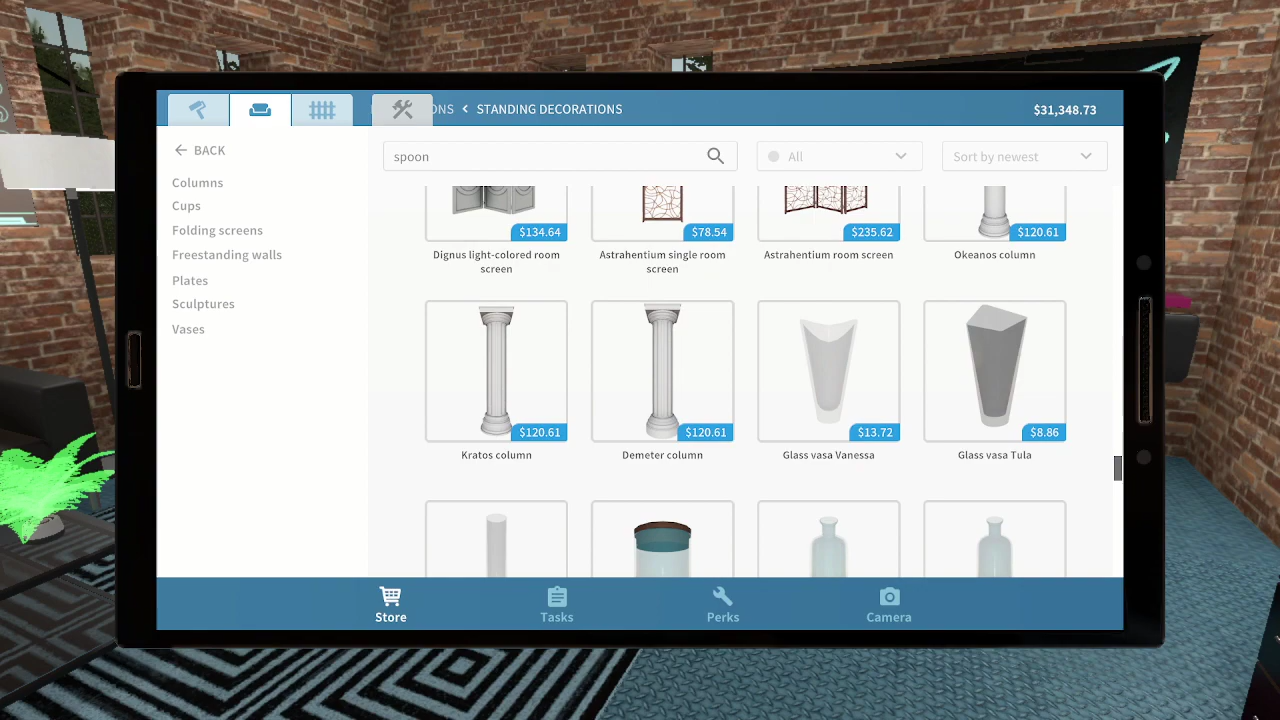 ONS < STANDING DECORATIONS
$31,348.73
BACK
spoon
All
Sort by newest
Columns
Cups
Folding screens
Freestanding walls
Plates
Sculptures
Vases
$134.64
$78.54
$235.62
$120.61
Dignus light-colored room
screen
Astrahentium single room
screen
Astrahentium room screen
Okeanos column
$120.61
$120.61
$13.72
$8.86
Kratos column
Demeter column
Glass vasa Vanessa
Glass vasa Tula
Store
Tasks
Perks
Camera